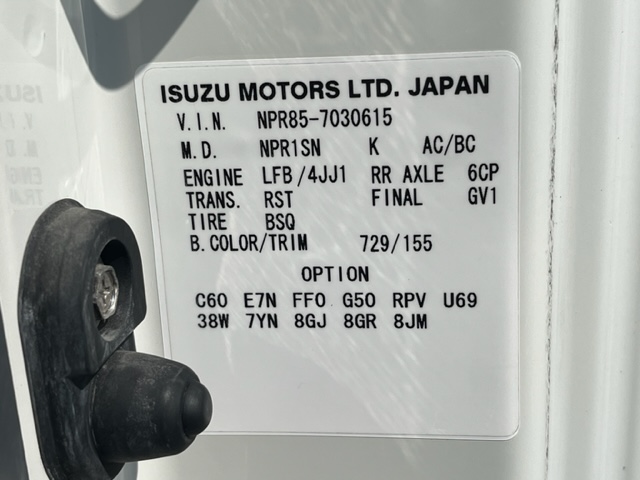 ISUZU MOTORS LTD. JAPAN
V.I.N. NPR85-7030615
M.D. NPR1SN K AC/BC
ENGINE LFB/4JJ1 RR AXLE 6CP
TRANS. RST FINAL GV1
TIRE BSQ
B.COLOR/TRIM 729/155
OPTION
C60 E7N FF0 G50 RPV U69
38W 7YN 8GJ 8GR 8JM